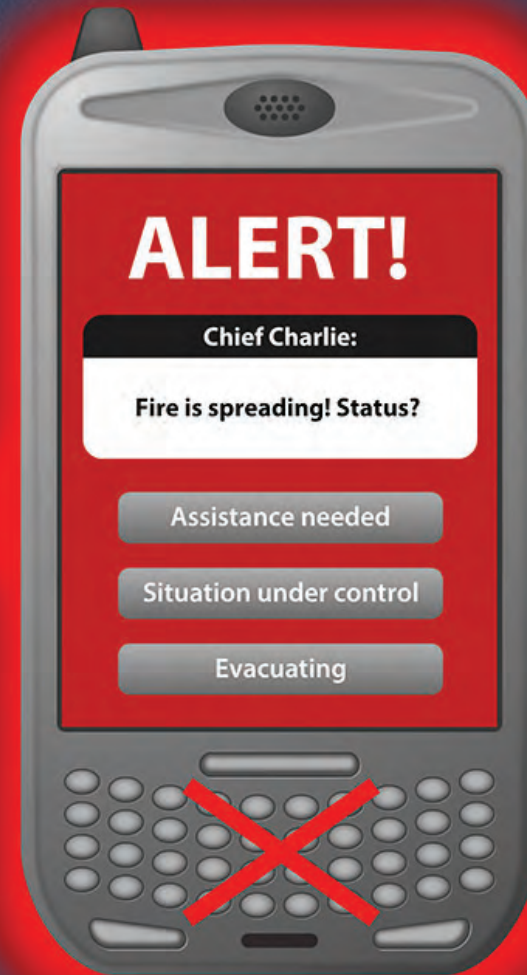 ALERT!
Chief Charlie:
Fire is spreading! Status?
Assistance needed
Situation under control
Evacuating